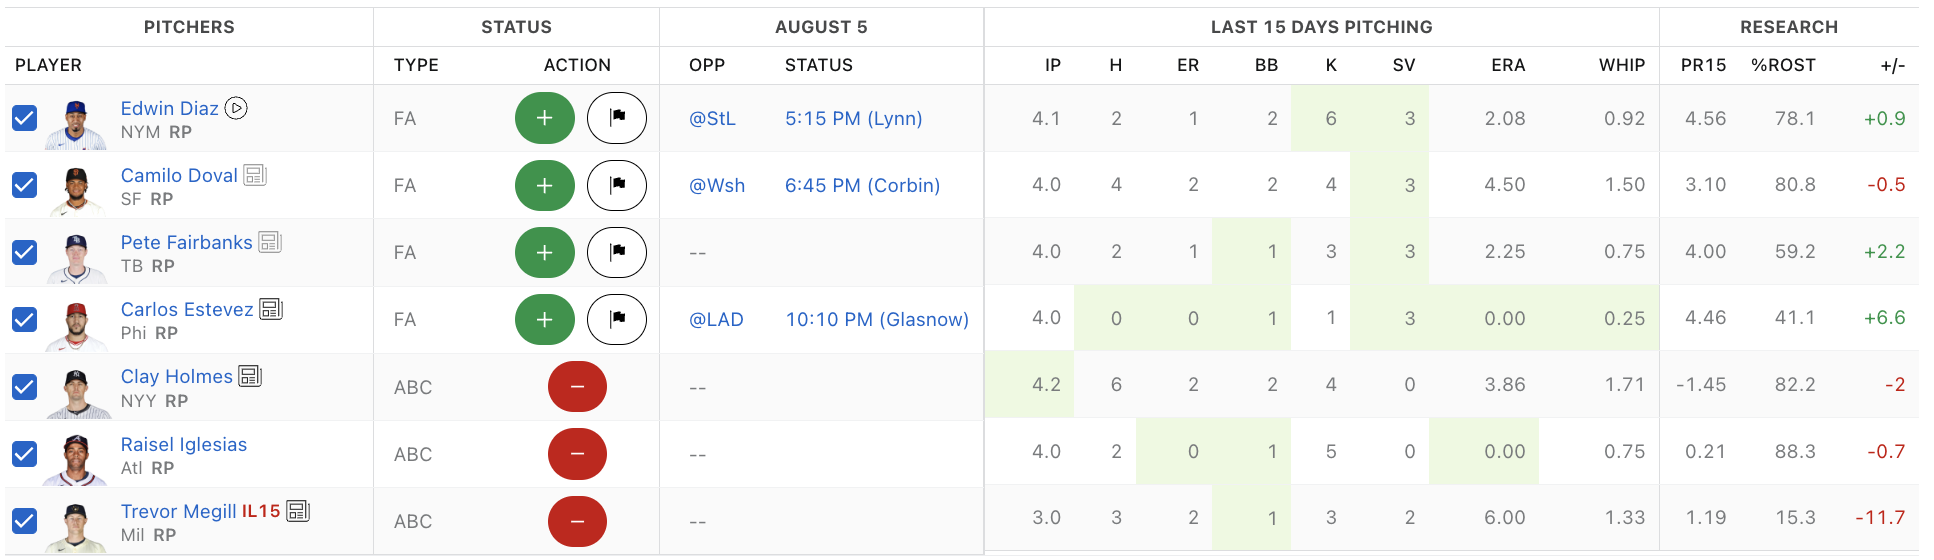 PITCHERS STATUS AUGUST 5 LAST 15 DAYS PITCHING RESEARCH
PLAYER TYPE ACTION OPP STATUS IP H ER BB K SV ERA WHIP PR15 %ROST +/-
Edwin Diaz
NYM RP FA @StL 5:15 PM (Lynn) 4.1 2 1 2 6 3 2.08 0.92 4.56 78.1 +0.9
Camilo Doval
SF RP FA @Wsh 6:45 PM (Corbin) 4.0 4 2 2 4 3 4.50 1.50 3.10 80.8 -0.5
Pete Fairbanks
TB RP FA -- 4.0 2 1 1 3 3 2.25 0.75 4.00 59.2 +2.2
Carlos Estevez
Phi RP FA @LAD 10:10 PM (Glasnow) 4.0 0 0 1 1 3 0.00 0.25 4.46 41.1 +6.6
Clay Holmes
NYY RP ABC -- 4.2 6 2 2 4 0 3.86 1.71 -1.45 82.2 -2
Raisel Iglesias
Atl RP ABC -- 4.0 2 0 1 5 0 0.00 0.75 0.21 88.3 -0.7
Trevor Megill IL15
Mil RP ABC -- 3.0 3 2 1 3 2 6.00 1.33 1.19 15.3 -11.7